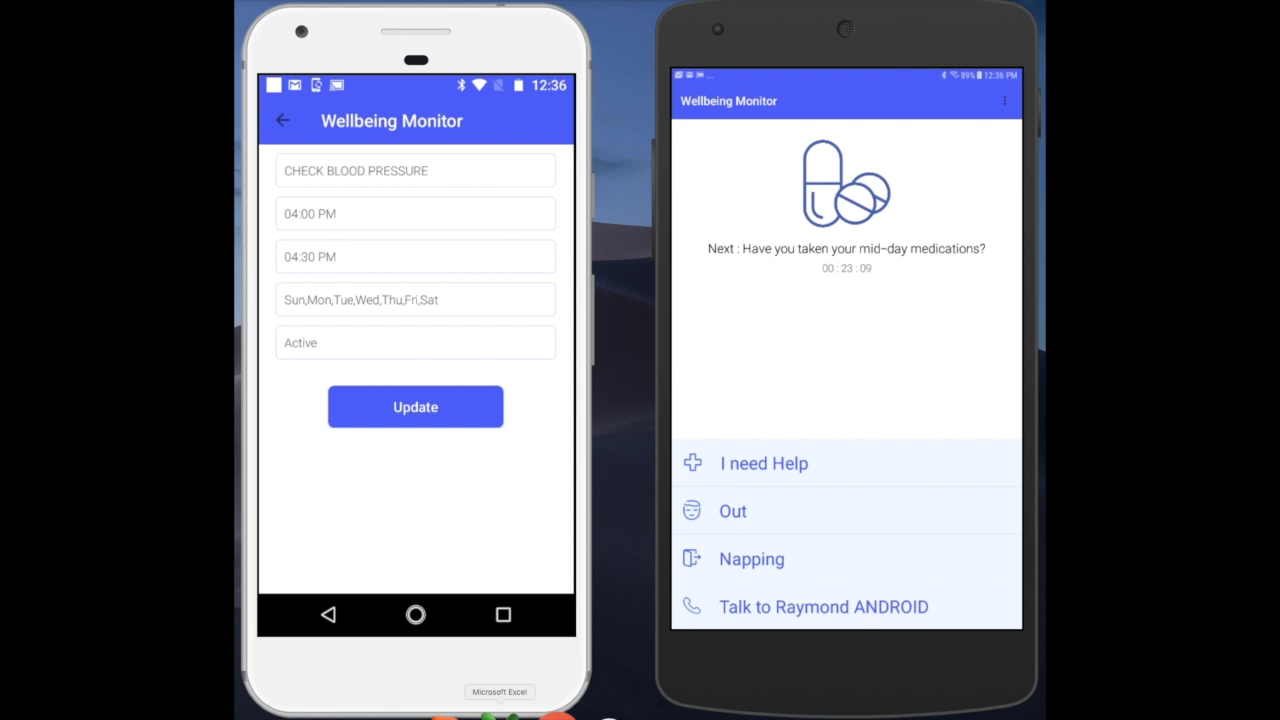 12:36
Wellbeing Monitor
CHECK BLOOD PRESSURE
04:00 PM
04:30 PM
Sun,Mon,Tue,Wed,Thu,Fri,Sat
Active
Update
Microsoft Excel
89% 12:36 PM
Wellbeing Monitor
Next : Have you taken your mid-day medications?
00 : 23 : 09
I need Help
Out
Napping
Talk to Raymond ANDROID